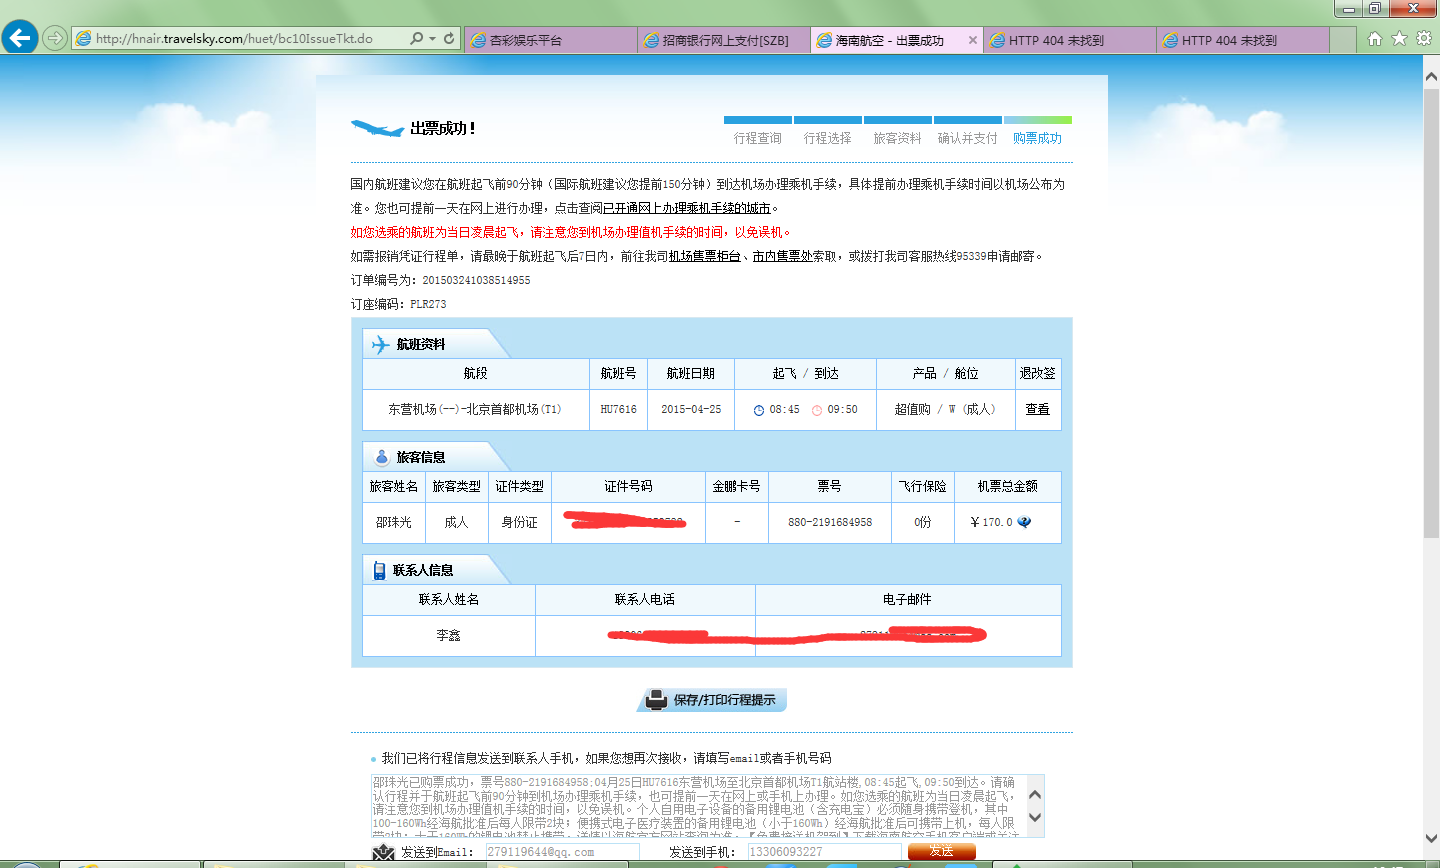 http://hnair.travelsky.com/huet/bc10IssueTkt.do
杏彩娱乐平台
招商银行网上支付[SZB]
海南航空 - 出票成功
HTTP 404 未找到
HTTP 404 未找到
出票成功！
行程查询 行程选择 旅客资料 确认并支付 购票成功
国内航班建议您在航班起飞前90分钟（国际航班建议您提前150分钟）到达机场办理乘机手续，具体提前办理乘机手续时间以机场公布为
准。您也可提前一天在网上进行办理，点击查阅已开通网上办理乘机手续的城市。
如您选乘的航班为当日凌晨起飞，请注意您到机场办理值机手续的时间，以免误机。
如需报销凭证行程单，请最晚于航班起飞后7日内，前往我司机场售票柜台、市内售票处索取，或拨打我司客服热线95339申请邮寄。
订单编号为：201503241038514955
订座编码：PLR273
航班资料
航段 航班号 航班日期 起飞 / 到达 产品 / 舱位 退改签
东营机场(--)-北京首都机场(T1) HU7616 2015-04-25 08:45 09:50 超值购 / W (成人) 查看
旅客信息
旅客姓名 旅客类型 证件类型 证件号码 金鹏卡号 票号 飞行保险 机票总金额
邵珠光 成人 身份证 - 880-2191684958 0份 ￥170.0
联系人信息
联系人姓名 联系人电话 电子邮件
李鑫
保存/打印行程提示
我们已将行程信息发送到联系人手机，如果您想再次接收，请填写email或者手机号码
邵珠光已购票成功，票号880-2191684958;04月25日HU7616东营机场至北京首都机场T1航站楼,08:45起飞,09:50到达。请确
认行程并于航班起飞前90分钟到机场办理乘机手续，也可提前一天在网上或手机上办理。如您选乘的航班为当日凌晨起飞，
请注意您到机场办理值机手续的时间，以免误机。个人自用电子设备的备用锂电池（含充电宝）必须随身携带登机，其中
100-160Wh经海航批准后每人限带2块；便携式电子医疗装置的备用锂电池（小于160Wh）经海航批准后可携带上机，每人限
发送到Email： 279119644@qq.com 发送到手机： 13306093227 发送